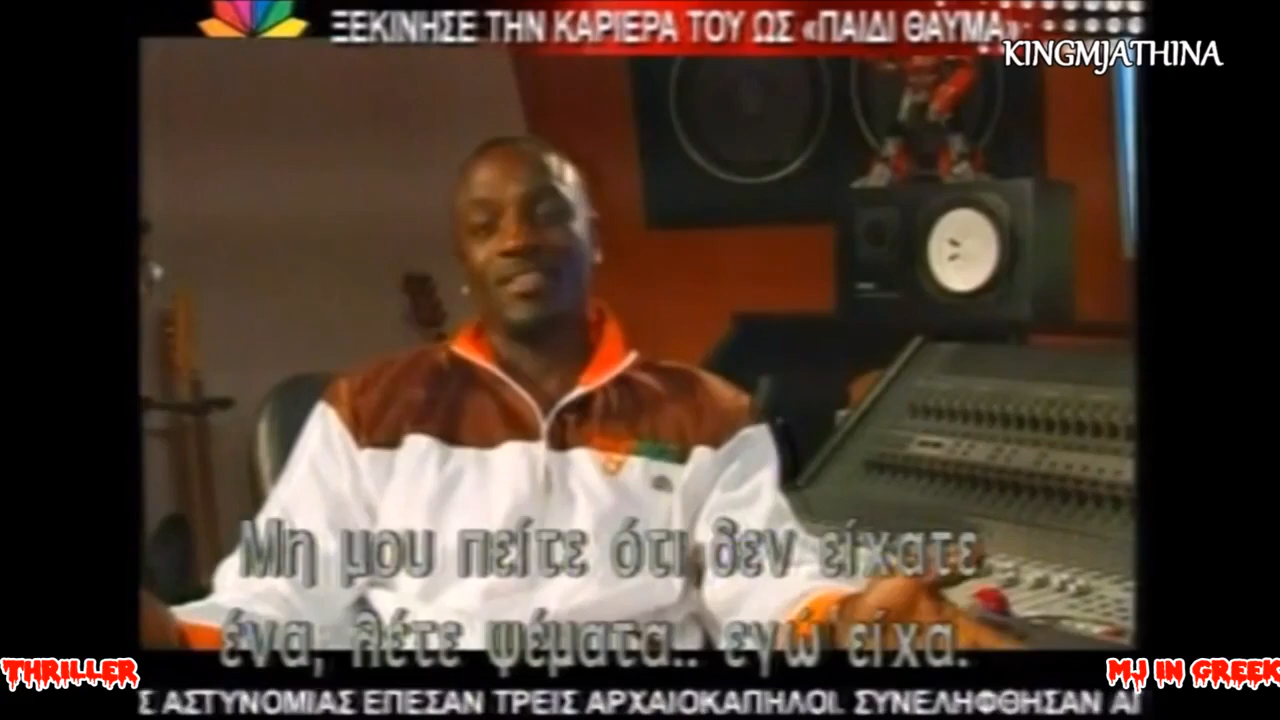 ΞΕΚΙΝΗΣΕ ΤΗΝ ΚΑΡΙΕΡΑ ΤΟΥ ΩΣ «ΠΑΙΔΙ ΘΑΥΜΑ»
KINGMJATHINA
Μη μου πείτε ότι δεν είχατε
ένα, λέτε ψέματα.. εγώ είχα.
THRILLER
MJ IN GREEK
Σ ΑΣΤΥΝΟΜΙΑΣ ΕΠΕΣΑΝ ΤΡΕΙΣ ΑΡΧΑΙΟΚΑΠΗΛΟΙ. ΣΥΝΕΛΗΦΘΗΣΑΝ